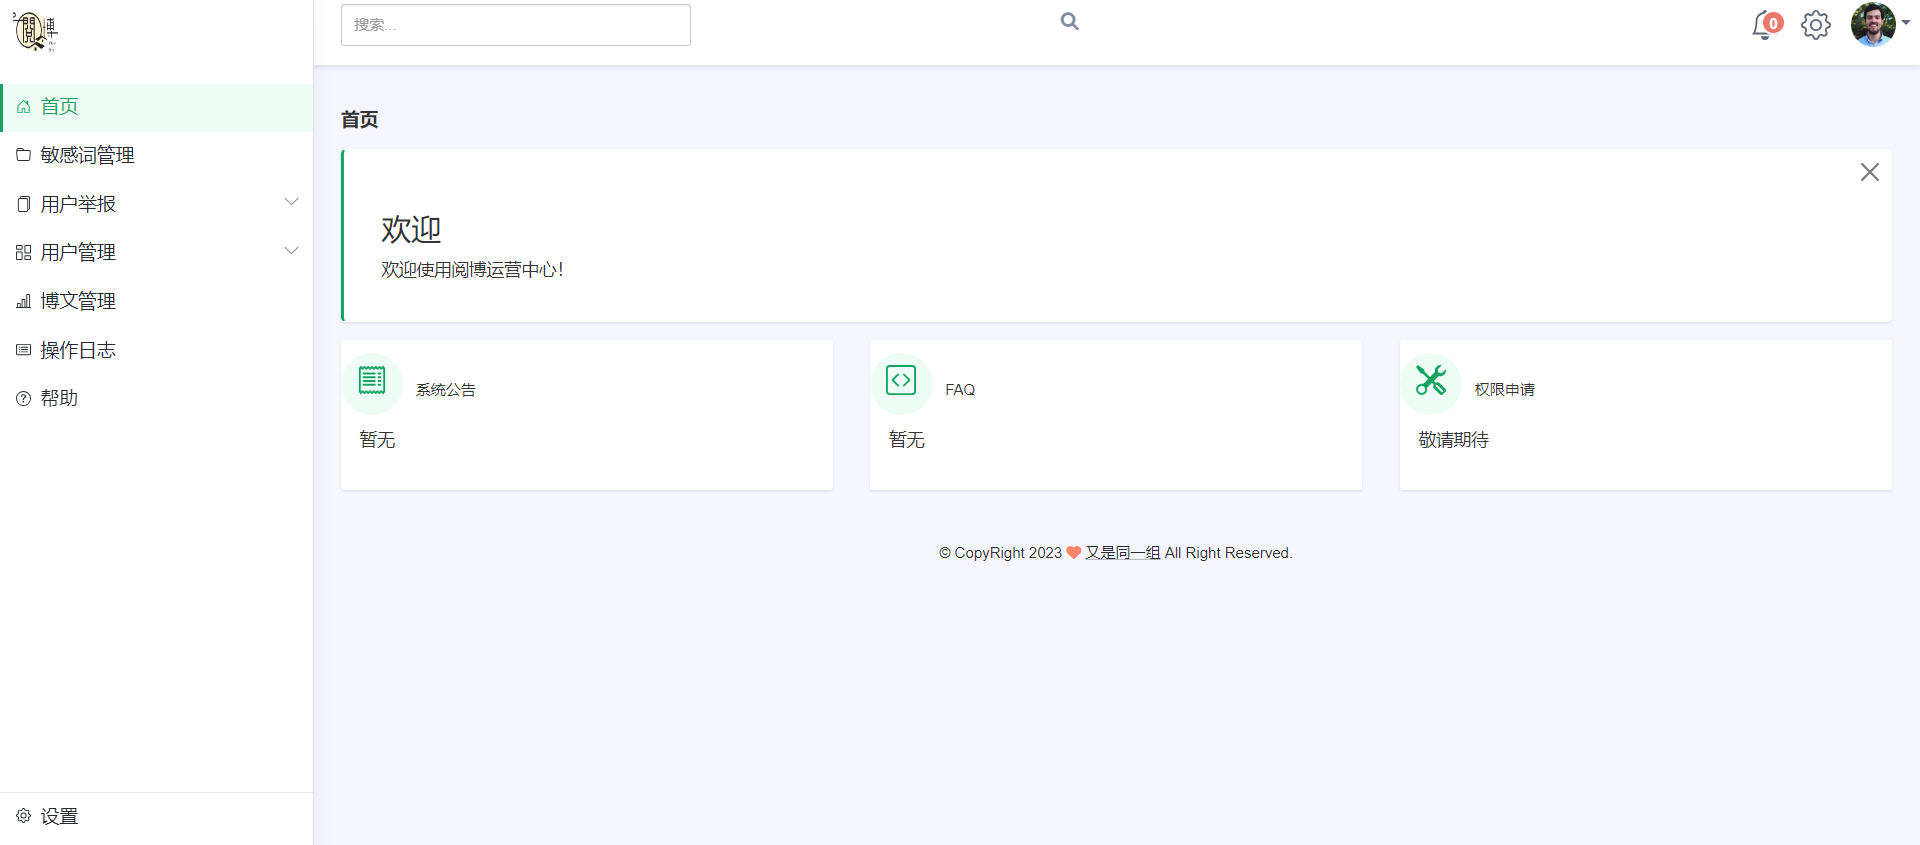 閲博
搜索...
0
首页
敏感词管理
用户举报
用户管理
博文管理
操作日志
帮助
设置
首页
欢迎
欢迎使用阅博运营中心！
系统公告
暂无
FAQ
暂无
权限申请
敬请期待
© CopyRight 2023 又是同一组 All Right Reserved.